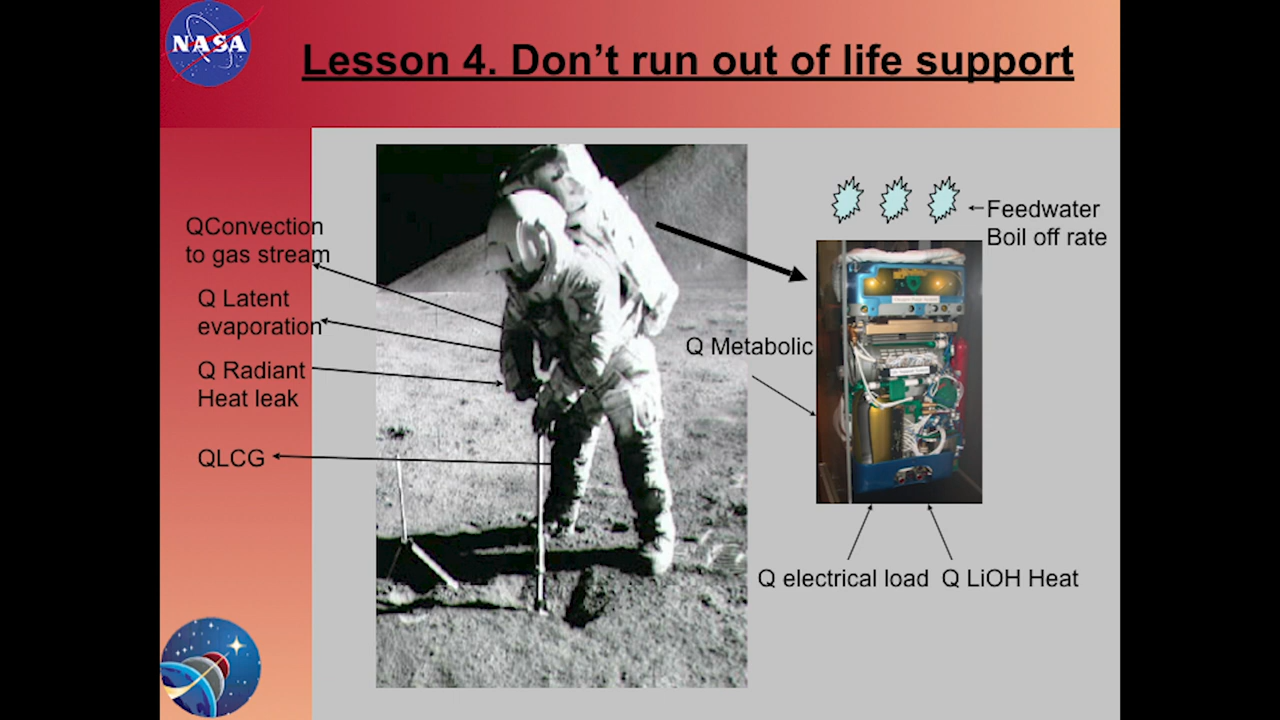 NASA
Lesson 4. Don't run out of life support
QConvection
to gas stream
Q Latent
evaporation
Q Radiant
Heat leak
QLCG
Feedwater
Boil off rate
Q Metabolic
Q electrical load
Q LiOH Heat